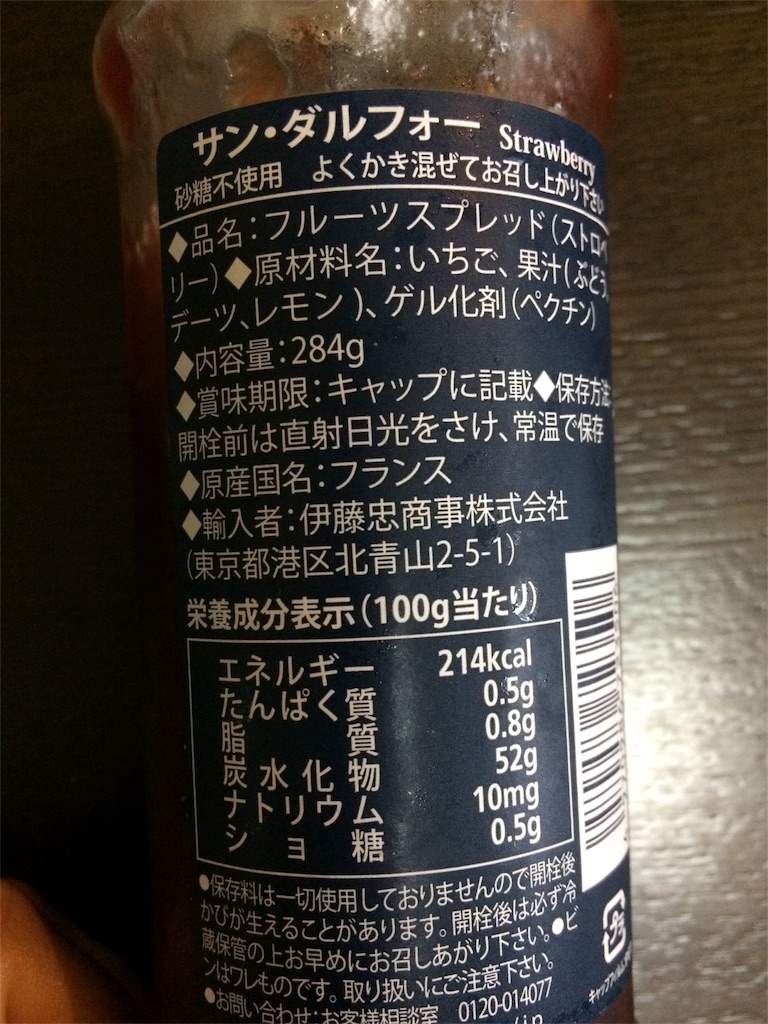 サン・ダルフォー Strawberry
砂糖不使用 よくかき混ぜてお召し上がり下さい
◆品名：フルーツスプレッド（ストロベ
リー）◆原材料名：いちご、果汁（ぶどう、
デーツ、レモン）、ゲル化剤（ペクチン）
◆内容量：284g
◆賞味期限：キャップに記載◆保存方法：
開栓前は直射日光をさけ、常温で保存
◆原産国名：フランス
◆輸入者：伊藤忠商事株式会社
（東京都港区北青山2-5-1）
栄養成分表示（100g当たり）
エネルギー 214kcal
たんぱく質 0.5g
脂質 0.8g
炭水化物 52g
ナトリウム 10mg
ショ糖 0.5g
●保存料は一切使用しておりませんので開栓後
かびが生えることがあります。開栓後は必ず冷
蔵保管の上お早めにお召しあがり下さい。●ビ
ンはワレものです。取り扱いにご注意下さい。
●お問い合わせ：お客様相談室 0120-014077
プラ